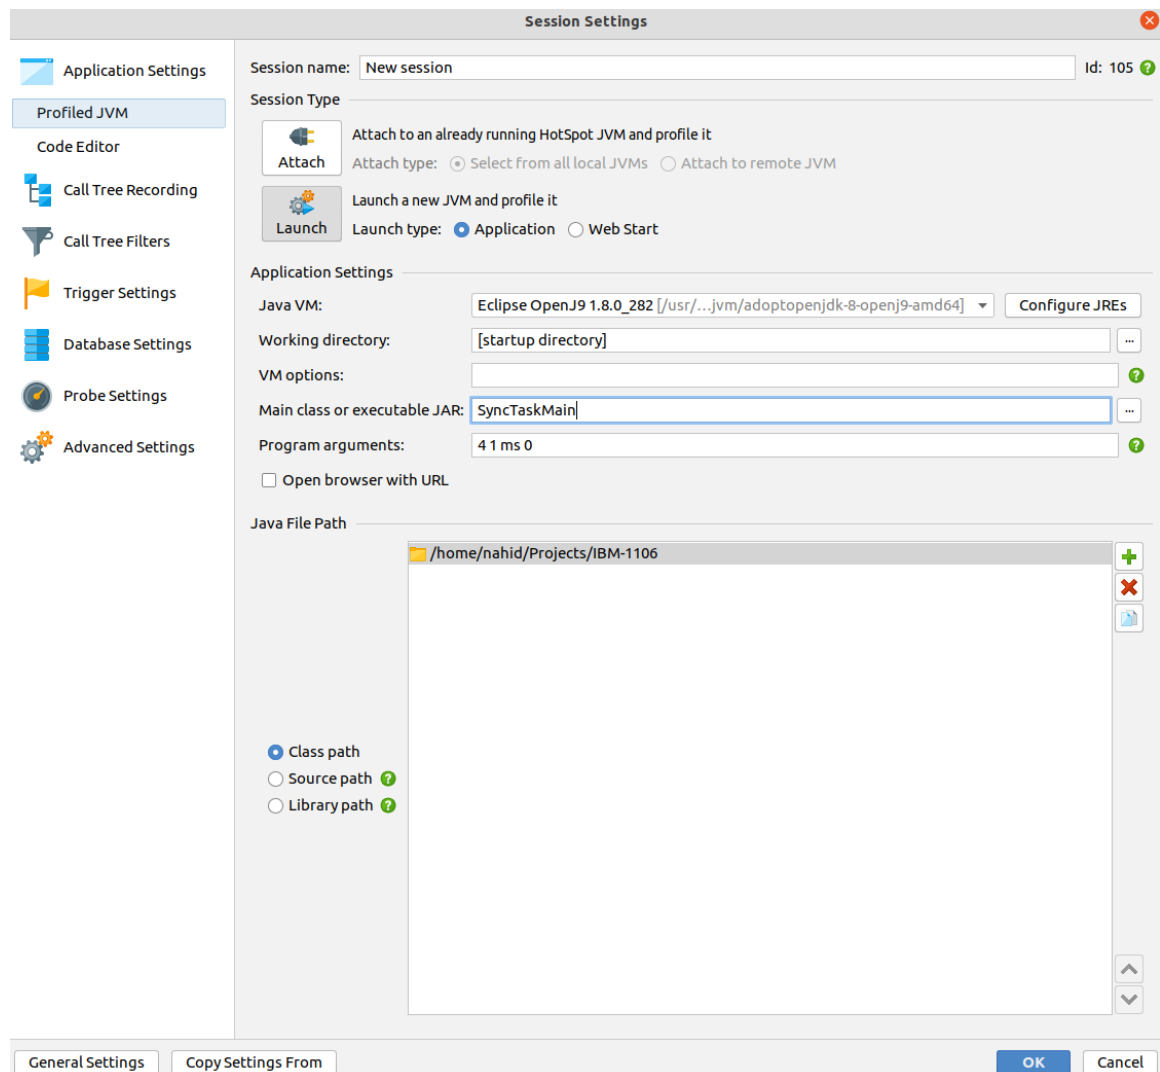 Session Settings
Application Settings
Profiled JVM
Code Editor
Call Tree Recording
Call Tree Filters
Trigger Settings
Database Settings
Probe Settings
Advanced Settings
Session name: New session Id: 105
Session Type
Attach
Attach to an already running HotSpot JVM and profile it
Attach type: Select from all local JVMs Attach to remote JVM
Launch
Launch a new JVM and profile it
Launch type: Application Web Start
Application Settings
Java VM: Eclipse OpenJ9 1.8.0_282 [/usr/...jvm/adoptopenjdk-8-openj9-amd64] Configure JREs
Working directory: [startup directory] ...
VM options:
Main class or executable JAR: SyncTaskMain ...
Program arguments: 4 1 ms 0
Open browser with URL
Java File Path
/home/nahid/Projects/IBM-1106
Class path
Source path
Library path
General Settings Copy Settings From OK Cancel